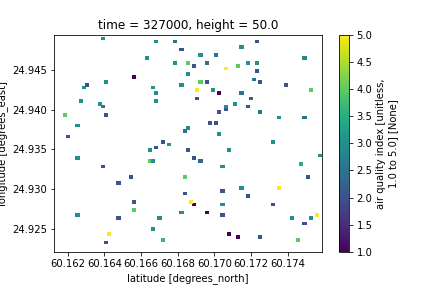 time = 327000, height = 50.0
24.945
24.940
24.935
24.930
24.925
longitude [degrees_east]
60.162 60.164 60.166 60.168 60.170 60.172 60.174
latitude [degrees_north]
5.0
4.5
4.0
3.5
3.0
2.5
2.0
1.5
1.0
air quality index [unitless,
1.0 to 5.0] [None]